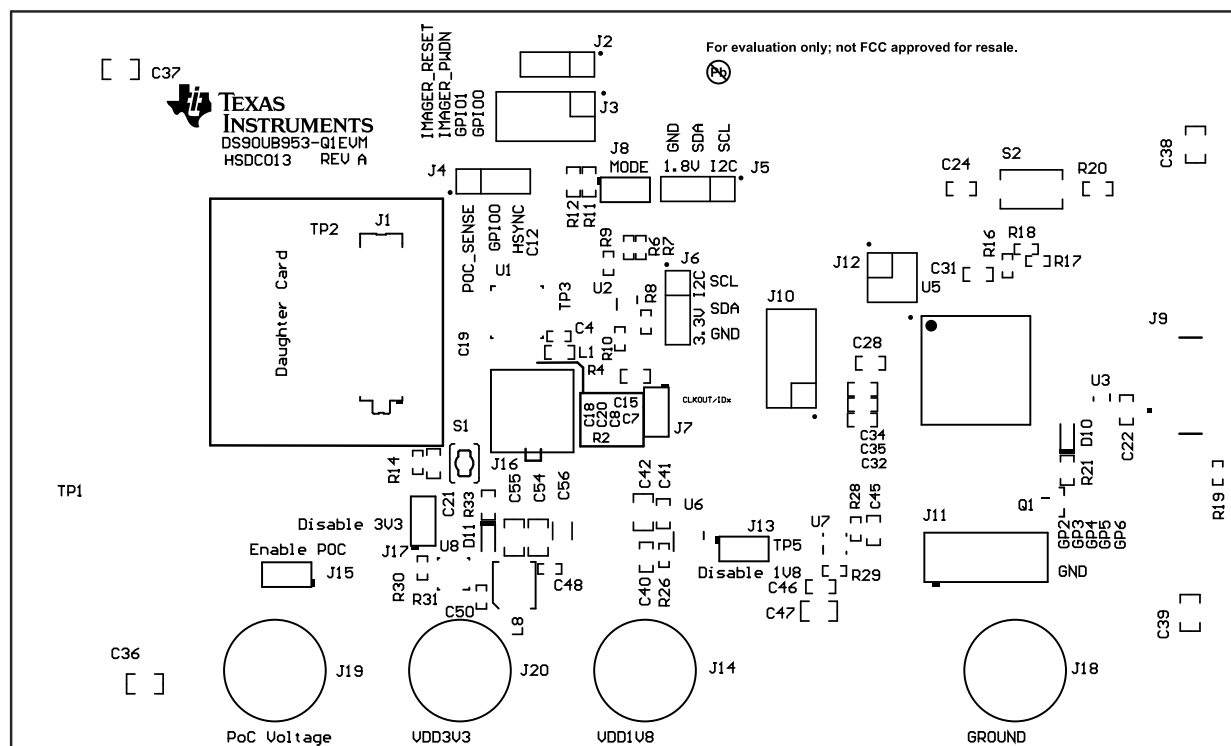 For evaluation only; not FCC approved for resale.
Pb
C37
TEXAS
INSTRUMENTS
DS90UB953-Q1EVM
HSDC013 REV A
IMAGER_RESET
IMAGER_PWDN
GPIO1
GPIO0
J2
J3
J4
POC_SENSE
GPIO0
HSYNC
C12
R12
R11
J8
MODE
GND
SDA
SCL
1.8V I2C
J5
C24
S2
R20
C38
TP2
J1
Daughter Card
U1
TP3
U2
R9
R6
R7
R8
R10
J6
3.3V I2C
SCL
SDA
GND
J12
U5
C31
R16
R18
R17
J10
J9
C19
C4
L1
R4
C28
U3
C18
C20
C8
C15
C7
R2
J7
CLKOUT/IDx
C34
C35
C32
D10
C22
R21
R19
S1
R14
C21
J16
R33
C55
C54
C56
C42
C41
U6
TP1
Disable 3V3
J17
D11
U8
Enable POC
J15
R30
R31
C50
L8
C48
C40
R26
J13
TP5
Disable 1V8
U7
R28
C45
R29
C46
C47
J11
Q1
GP2
GP3
GP4
GP5
GP6
GND
C39
C36
J19
J20
J14
J18
PoC Voltage
VDD3V3
VDD1V8
GROUND